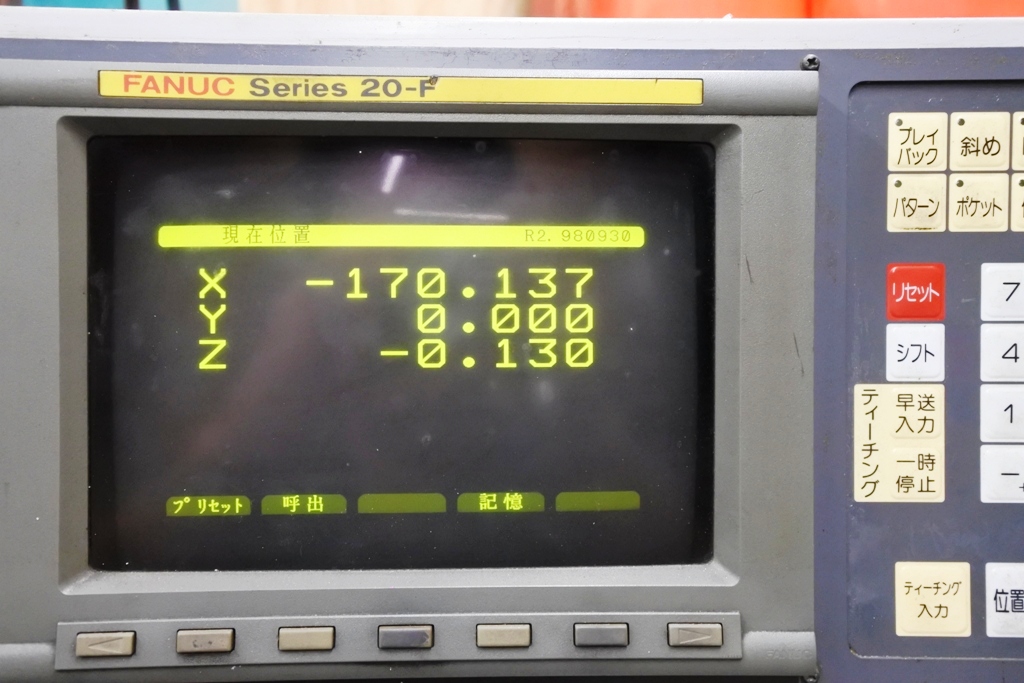 FANUC Series 20-F
現在位置 R2. 980930
X -170.137
Y 0.000
Z -0.130
プリセット 呼出 記憶
プレイバック
斜め
パターン
ポケット
リセット
7
シフト
4
ティーチング
早送入力
1
一時停止
ティーチング入力
位置